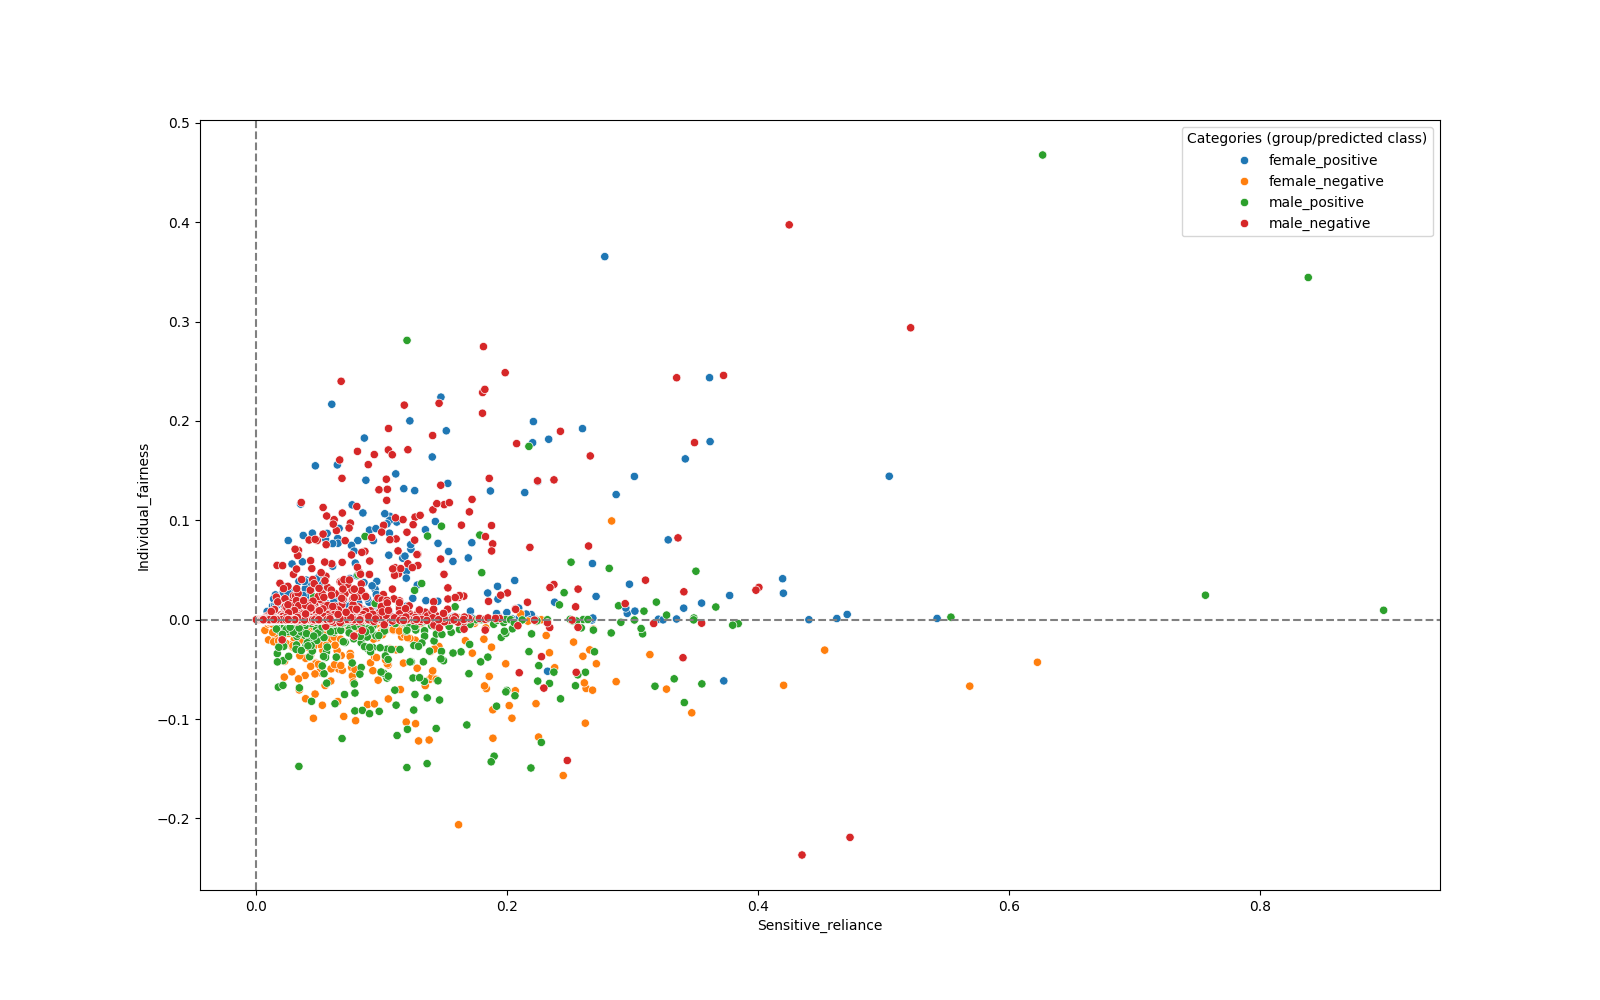 0.5
0.4
0.3
0.2
0.1
0.0
−0.1
−0.2
Individual_fairness
0.0
0.2
0.4
0.6
0.8
Sensitive_reliance
Categories (group/predicted class)
female_positive
female_negative
male_positive
male_negative